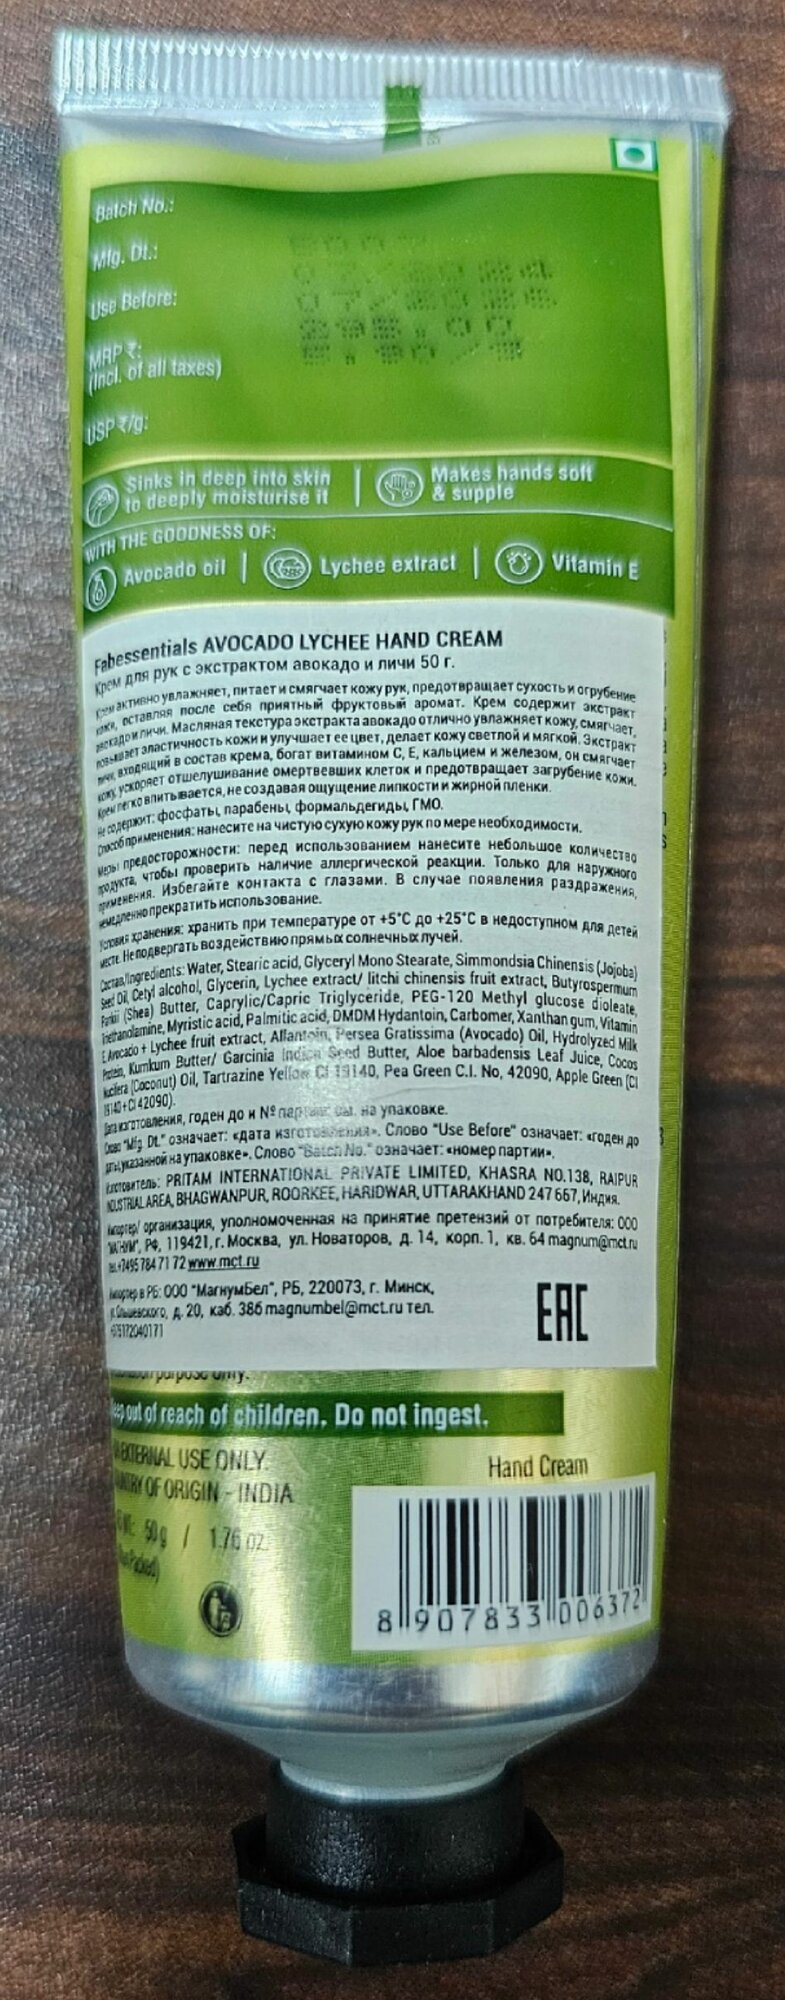 Batch No.:
Mfg. Dt.:
Use Before:
MRP ₹:
(Incl. of all taxes)
USP ₹/g:
Sinks in deep into skin
to deeply moisturise it
Makes hands soft
& supple
WITH THE GOODNESS OF:
Avocado oil | Lychee extract | Vitamin E
Fabessentials AVOCADO LYCHEE HAND CREAM
Крем для рук с экстрактом авокадо и личи 50 г.
Крем активно увлажняет, питает и смягчает кожу рук, предотвращает сухость и огрубение
кожи, оставляя после себя приятный фруктовый аромат. Крем содержит экстракт
авокадо и личи. Масляная текстура экстракта авокадо отлично увлажняет кожу, смягчает,
повышает эластичность кожи и улучшает ее цвет, делает кожу светлой и мягкой. Экстракт
личи, входящий в состав крема, богат витамином С, Е, кальцием и железом, он смягчает
кожу, ускоряет отшелушивание омертвевших клеток и предотвращает загрубение кожи.
Крем легко впитывается, не создавая ощущение липкости и жирной пленки.
Не содержит: фосфаты, парабены, формальдегиды, ГМО.
Способ применения: нанесите на чистую сухую кожу рук по мере необходимости.
Меры предосторожности: перед использованием нанесите небольшое количество
продукта, чтобы проверить наличие аллергической реакции. Только для наружного
применения. Избегайте контакта с глазами. В случае появления раздражения,
немедленно прекратить использование.
Условия хранения: хранить при температуре от +5°С до +25°С в недоступном для детей
месте. Не подвергать воздействию прямых солнечных лучей.
Состав/Ingredients: Water, Stearic acid, Glyceryl Mono Stearate, Simmondsia Chinensis (Jojoba)
Seed Oil, Cetyl alcohol, Glycerin, Lychee extract/ litchi chinensis fruit extract, Butyrospermum
Parkii (Shea) Butter, Caprylic/Capric Triglyceride, PEG-120 Methyl glucose dioleate,
Triethanolamine, Myristic acid, Palmitic acid, DMDM Hydantoin, Carbomer, Xanthan gum, Vitamin
E, Avocado + Lychee fruit extract, Allantoin, Persea Gratissima (Avocado) Oil, Hydrolyzed Milk
Protein, Kumkum Butter/ Garcinia Indica Seed Butter, Aloe barbadensis Leaf Juice, Cocos
Nucifera (Coconut) Oil, Tartrazine Yellow CI 19140, Pea Green C.I. No, 42090, Apple Green (CI
19140 + CI 42090).
Дата изготовления, годен до и № партии: см. на упаковке.
Слово "Mfg. Dt." означает: «дата изготовления». Слово "Use Before" означает: «годен до
даты, указанной на упаковке». Слово "Batch No." означает: «номер партии».
Изготовитель: PRITAM INTERNATIONAL PRIVATE LIMITED, KHASRA NO.138, RAIPUR
INDUSTRIAL AREA, BHAGWANPUR, ROORKEE, HARIDWAR, UTTARAKHAND 247 667, Индия.
Импортер/ организация, уполномоченная на принятие претензий от потребителя: ООО
"МАГНУМ", РФ, 119421, г. Москва, ул. Новаторов, д. 14, корп. 1, кв. 64 magnum@mct.ru
тел.+7495 784 71 72 www.mct.ru
Импортер в РБ: ООО "МагнумБел", РБ, 220073, г. Минск,
д. 20, каб. 38б magnumbel@mct.ru тел.
+375172040171
EAC
purpose only.
Keep out of reach of children. Do not ingest.
EXTERNAL USE ONLY.
COUNTRY OF ORIGIN - INDIA
50g / 1.76 oz.
Packed)
Hand Cream
8 907833 006372